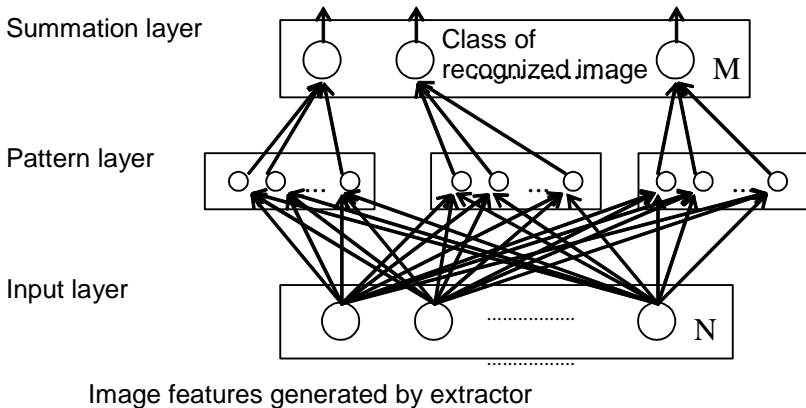 Summation layer
Class of
recognized image
M
Pattern layer
.... ... ...
Input layer
N
Image features generated by extractor